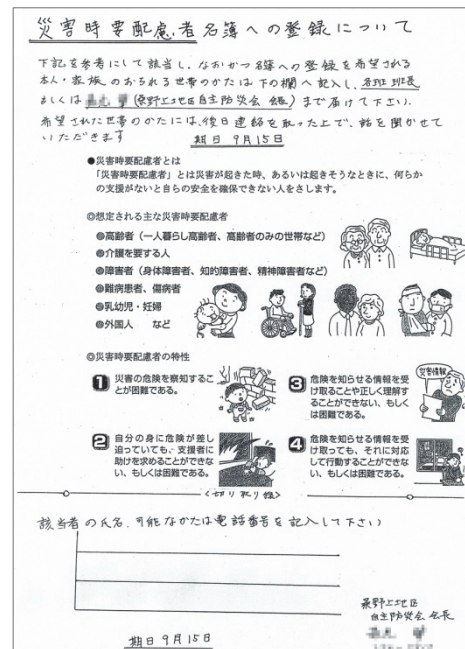 災害時要配慮者名簿への登録について
下記を参考にして該当し、なおかつ名簿への登録を希望される
本人・家族のおられる世帯のかたは下の欄へ記入し、各班班長
もしくは (桑野上地区自主防災会 会長) まで届けて下さい。
希望された世帯のかたには、後日連絡を取った上で、話を聞かせて
いただきます
期日 9月15日
●災害時要配慮者とは
「災害時要配慮者」とは災害が起きた時、あるいは起きそうなときに、何らか
の支援がないと自らの安全を確保できない人をさします。
◎想定される主な災害時要配慮者
●高齢者（一人暮らし高齢者、高齢者のみの世帯など）
●介護を要する人
●障害者（身体障害者、知的障害者、精神障害者など）
●難病患者、傷病者
●乳幼児・妊婦
●外国人 など
◎災害時要配慮者の特性
1 災害の危険を察知するこ
とが困難である。
2 自分の身に危険が差し
迫っていても、支援者に
助けを求めることができな
い、もしくは困難である。
3 危険を知らせる情報を受
け取ることや正しく理解す
ることができない、もしく
は困難である。
災害情報
4 危険を知らせる情報を受
け取っても、それに対応
して行動することができな
い、もしくは困難である。
〈切り取り線〉
該当者の氏名、可能なかたは電話番号を記入して下さい
桑野上地区
自主防災会 会長
期日 9月15日